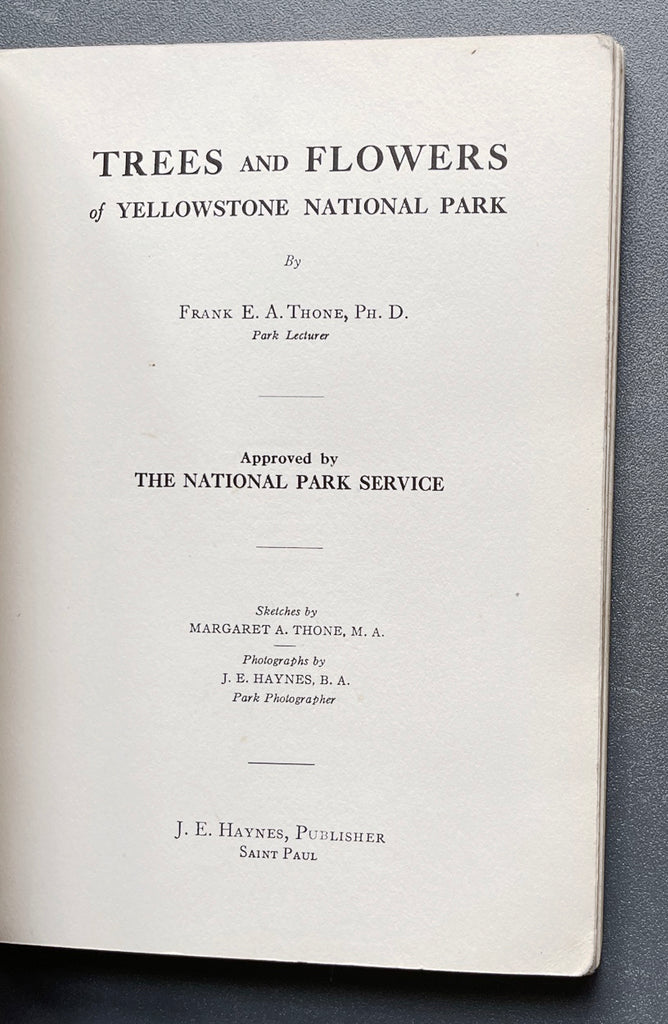 TREES AND FLOWERS
of YELLOWSTONE NATIONAL PARK
By
FRANK E. A. THONE, PH. D.
Park Lecturer
Approved by
THE NATIONAL PARK SERVICE
Sketches by
MARGARET A. THONE, M. A.
Photographs by
J. E. HAYNES, B. A.
Park Photographer
J. E. HAYNES, PUBLISHER
SAINT PAUL